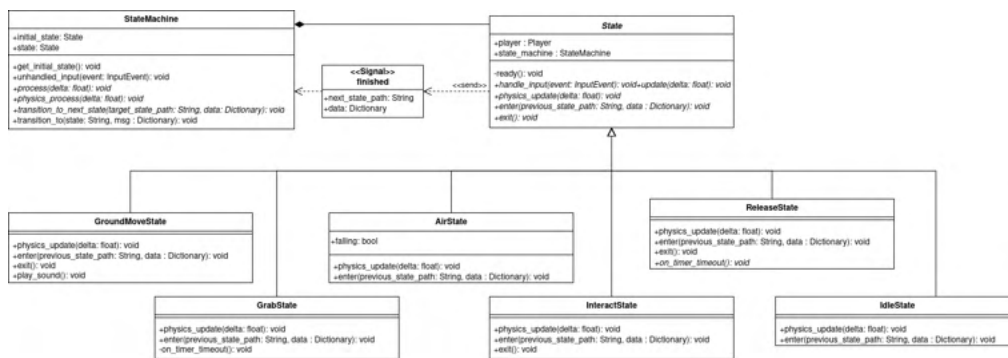 StateMachine
+initial_state: State
+state: State
+get_initial_state(): void
+unhandled_input(event: InputEvent): void
+process(delta: float): void
+physics_process(delta: float): void
+transition_to_next_state(target_state_path: String, data: Dictionary): void
+transition_to(state: String, msg : Dictionary): void
<<Signal>>
finished
+next_state_path: String
+data: Dictionary
<<send>>
State
+player : Player
+state_machine : StateMachine
-ready(): void
+handle_input(event: InputEvent): void+update(delta: float): void
+physics_update(delta: float): void
+enter(previous_state_path: String, data : Dictionary): void
+exit(): void
GroundMoveState
+physics_update(delta: float): void
+enter(previous_state_path: String, data : Dictionary): void
+exit(): void
+play_sound(): void
AirState
+falling: bool
+physics_update(delta: float): void
+enter(previous_state_path: String, data : Dictionary): void
ReleaseState
+physics_update(delta: float): void
+enter(previous_state_path: String, data : Dictionary): void
+exit(): void
+on_timer_timeout(): void
GrabState
+physics_update(delta: float): void
+enter(previous_state_path: String, data : Dictionary): void
-on_timer_timeout(): void
InteractState
+physics_update(delta: float): void
+enter(previous_state_path: String, data : Dictionary): void
+exit(): void
IdleState
+physics_update(delta: float): void
+enter(previous_state_path: String, data : Dictionary): void